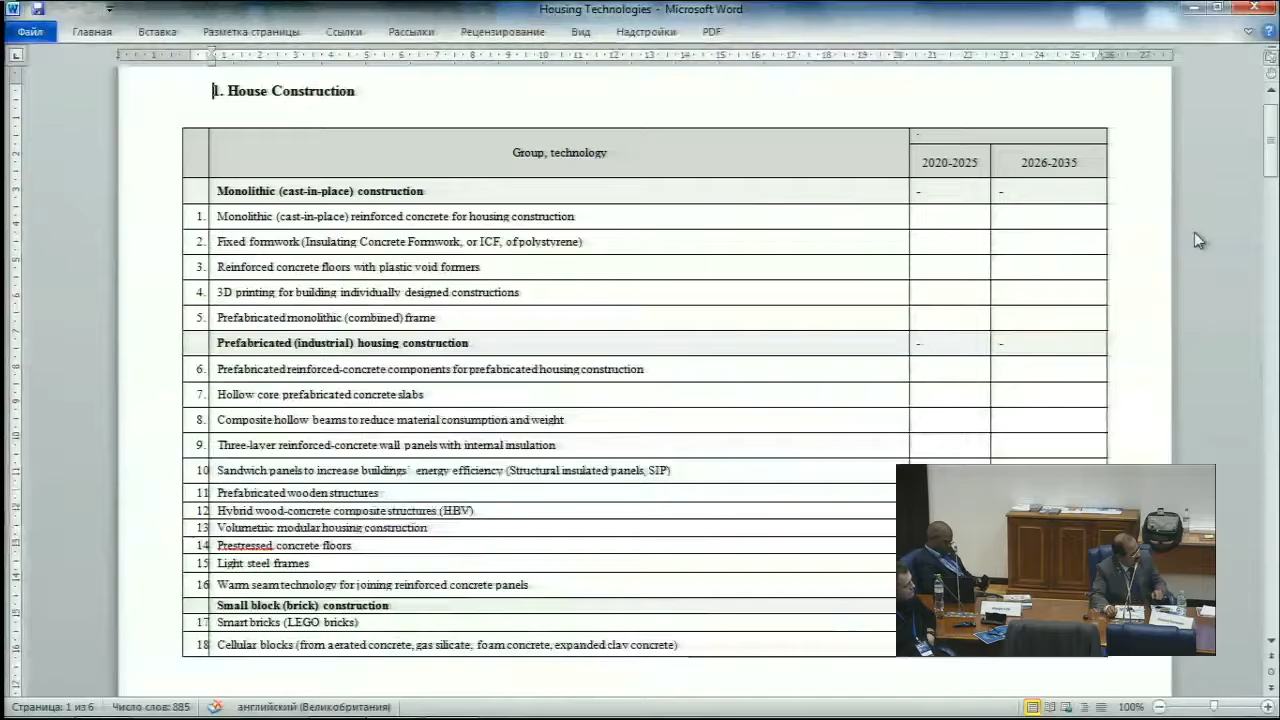 Housing Technologies - Microsoft Word
Файл Главная Вставка Разметка страницы Ссылки Рассылки Рецензирование Вид Надстройки PDF
1. House Construction
Group, technology
-
2020-2025 2026-2035
Monolithic (cast-in-place) construction - -
1. Monolithic (cast-in-place) reinforced concrete for housing construction
2. Fixed formwork (Insulating Concrete Formwork, or ICF, of polystyrene)
3. Reinforced concrete floors with plastic void formers
4. 3D printing for building individually designed constructions
5. Prefabricated monolithic (combined) frame
Prefabricated (industrial) housing construction - -
6. Prefabricated reinforced-concrete components for prefabricated housing construction
7. Hollow core prefabricated concrete slabs
8. Composite hollow beams to reduce material consumption and weight
9. Three-layer reinforced-concrete wall panels with internal insulation
10 Sandwich panels to increase buildings` energy efficiency (Structural insulated panels, SIP)
11 Prefabricated wooden structures
12 Hybrid wood-concrete composite structures (HBV)
13 Volumetric modular housing construction
14 Prestressed concrete floors
15 Light steel frames
16 Warm seam technology for joining reinforced concrete panels
Small block (brick) construction
17 Smart bricks (LEGO bricks)
18 Cellular blocks (from aerated concrete, gas silicate, foam concrete, expanded clay concrete)
Страница: 1 из 6 Число слов: 885 английский (Великобритания) 100%